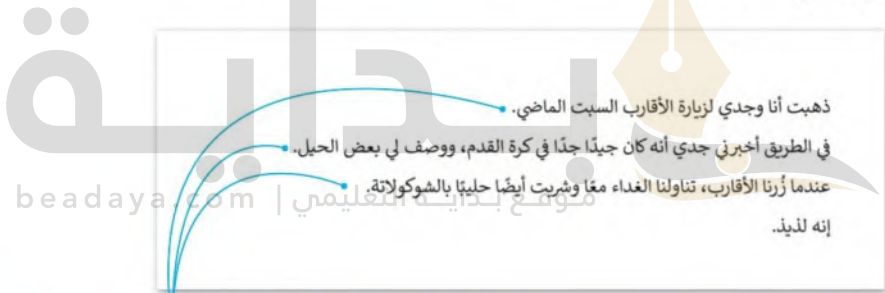 ذهبت أنا وجدي لزيارة الأقارب السبت الماضي.
في الطريق أخبرني جدي أنه كان جيدًا جدًا في كرة القدم، ووصف لي بعض الحيل.
عندما زُرنا الأقارب، تناولنا الغداء معًا وشربت أيضًا حليبًا بالشوكولاتة.
إنه لذيذ.
بداية
موقع بداية التعليمي | beadaya.com